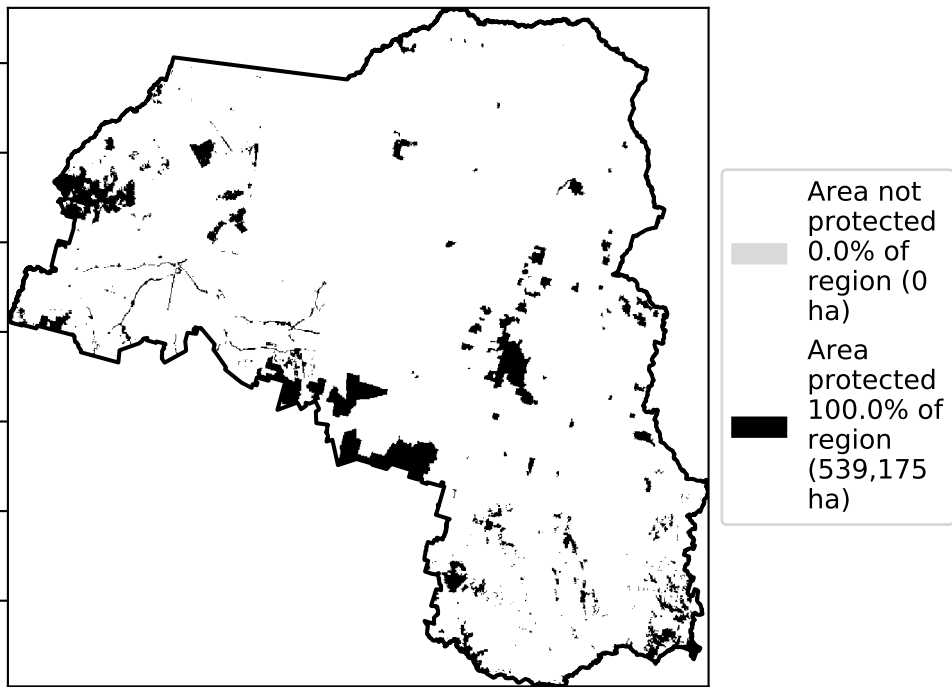 Area not
protected
0.0% of
region (0
ha)
Area
protected
100.0% of
region
(539,175
ha)